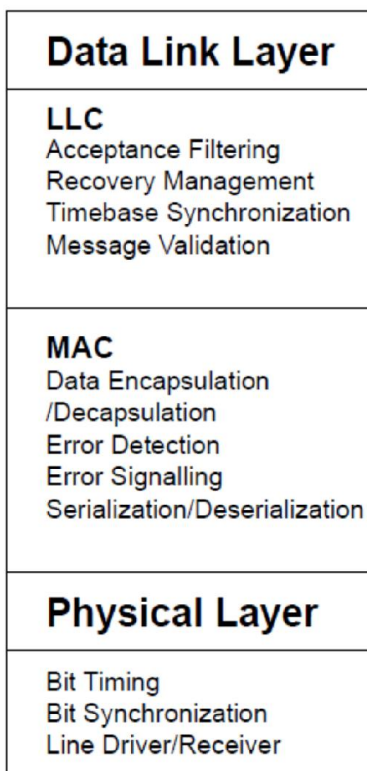 Data Link Layer
LLC
Acceptance Filtering
Recovery Management
Timebase Synchronization
Message Validation
MAC
Data Encapsulation
/Decapsulation
Error Detection
Error Signalling
Serialization/Deserialization
Physical Layer
Bit Timing
Bit Synchronization
Line Driver/Receiver